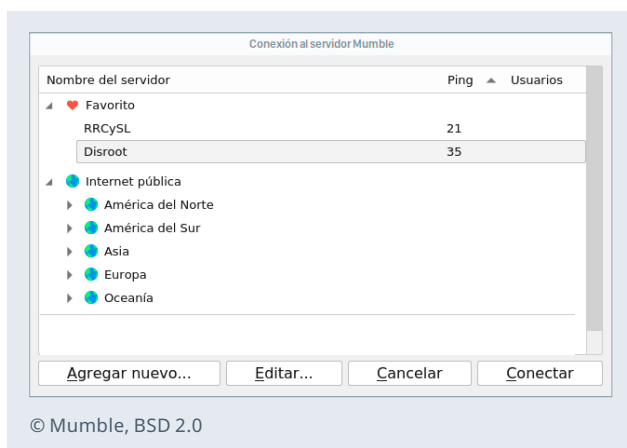 Conexión al servidor Mumble
Nombre del servidor Ping Usuarios
Favorito
RRCySL 21
Disroot 35
Internet pública
América del Norte
América del Sur
Asia
Europa
Oceanía
Agregar nuevo... Editar... Cancelar Conectar
© Mumble, BSD 2.0